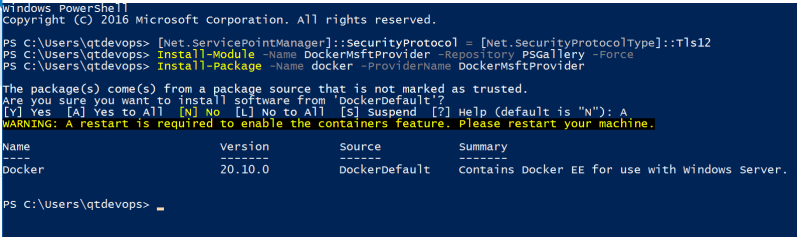 Windows PowerShell
Copyright (C) 2016 Microsoft Corporation. All rights reserved.
PS C:\Users\qtdevops> [Net.ServicePointManager]::SecurityProtocol = [Net.SecurityProtocolType]::Tls12
PS C:\Users\qtdevops> Install-Module -Name DockerMsftProvider -Repository PSGallery -Force
PS C:\Users\qtdevops> Install-Package -Name docker -ProviderName DockerMsftProvider
The package(s) come(s) from a package source that is not marked as trusted.
Are you sure you want to install software from 'DockerDefault'?
[Y] Yes  [A] Yes to All  [N] No  [L] No to All  [S] Suspend  [?] Help (default is "N"): A
WARNING: A restart is required to enable the containers feature. Please restart your machine.
Name                           Version          Source           Summary
----                           -------          ------           -------
Docker                         20.10.0          DockerDefault    Contains Docker EE for use with Windows Server.
PS C:\Users\qtdevops> _